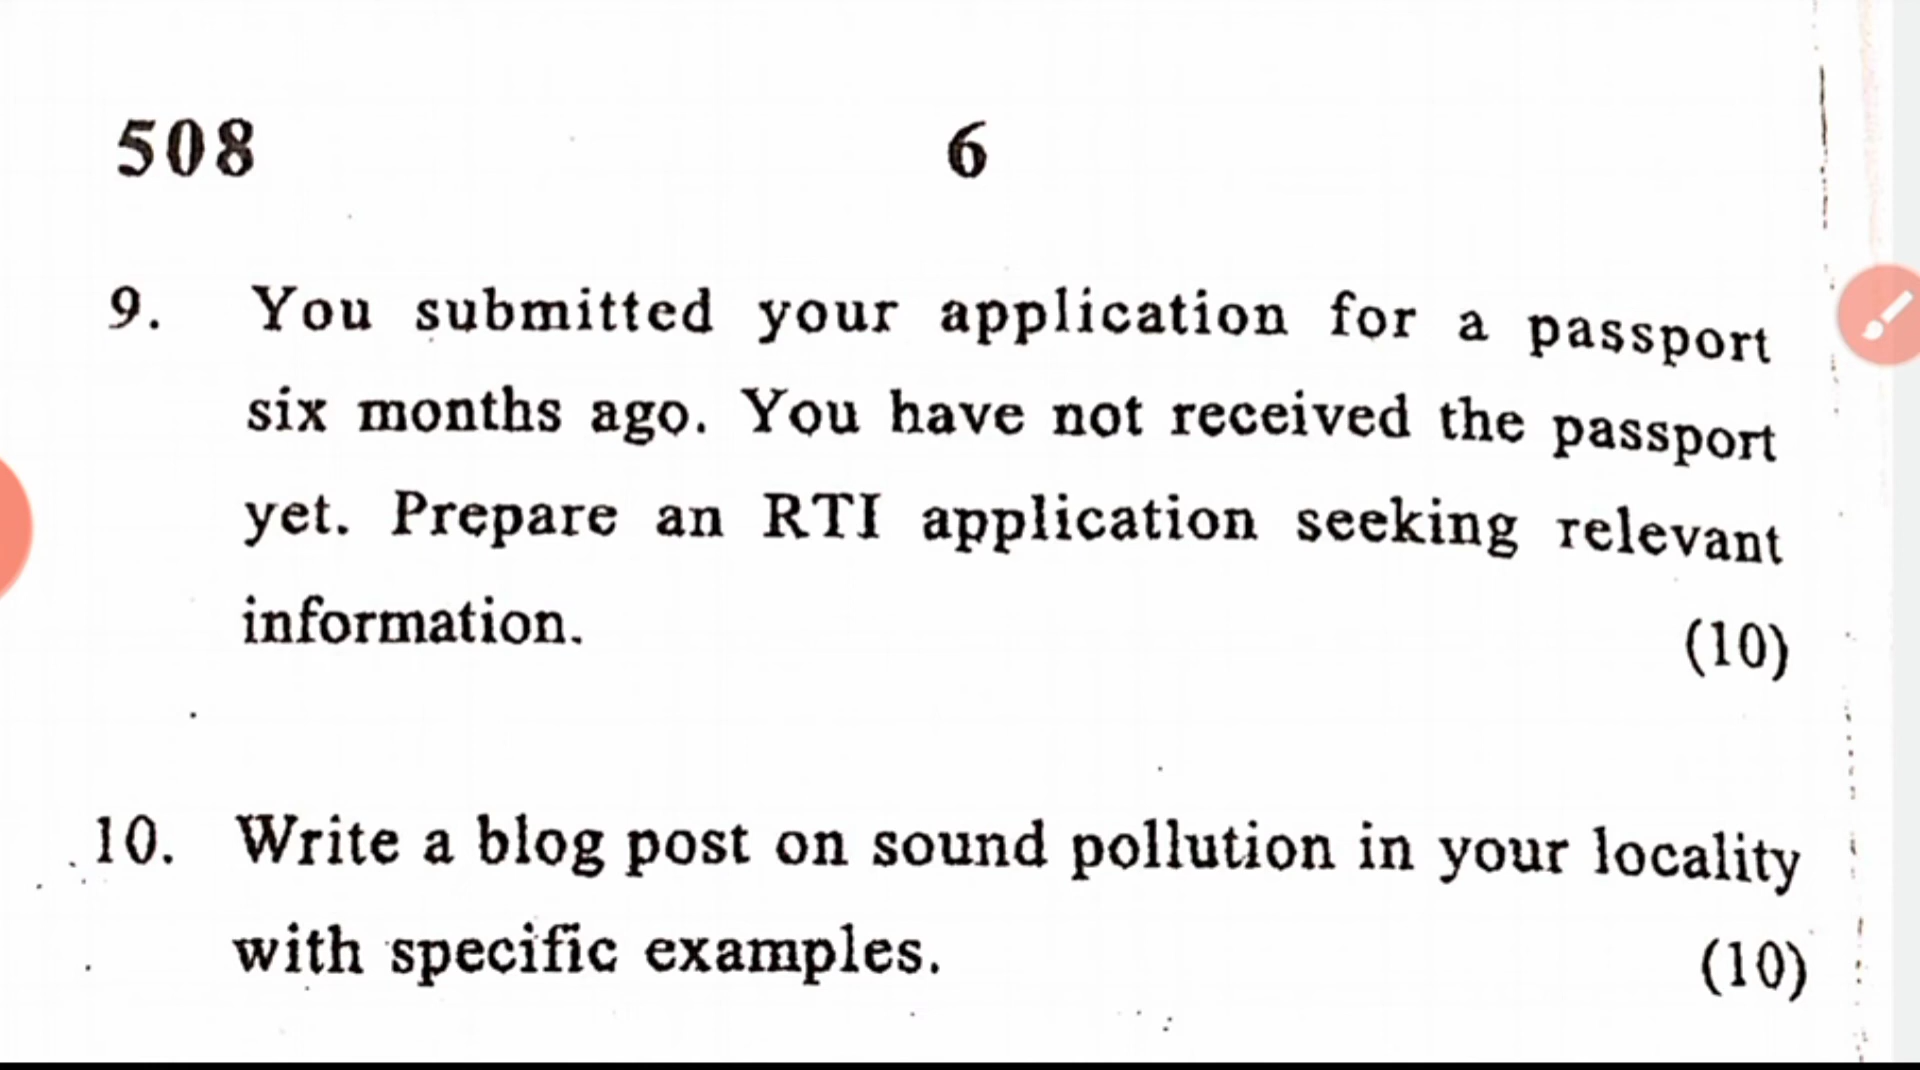 508 6
9. You submitted your application for a passport
six months ago. You have not received the passport
yet. Prepare an RTI application seeking relevant
information.
(10)
10. Write a blog post on sound pollution in your locality
with specific examples.
(10)